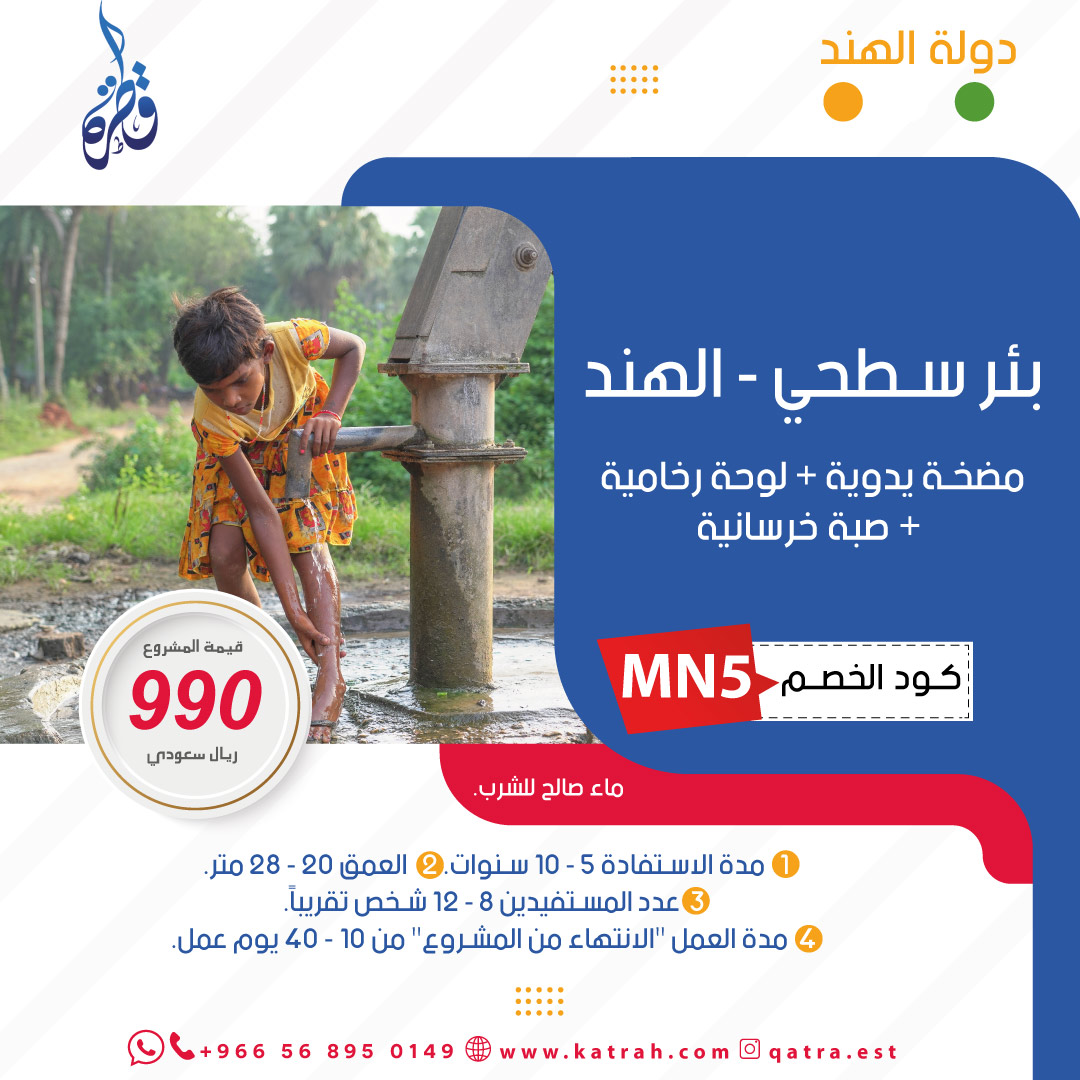 قطرة
دولة الهند
بئر سطحي - الهند
مضخة يدوية + لوحة رخامية
+ صبة خرسانية
كود الخصم MN5
قيمة المشروع
990
ريال سعودي
ماء صالح للشرب.
1 مدة الاستفادة 5 - 10 سنوات. 2 العمق 20 - 28 متر.
3 عدد المستفيدين 8 - 12 شخص تقريباً.
4 مدة العمل "الانتهاء من المشروع" من 10 - 40 يوم عمل.
+966 56 895 0149 www.katrah.com qatra.est